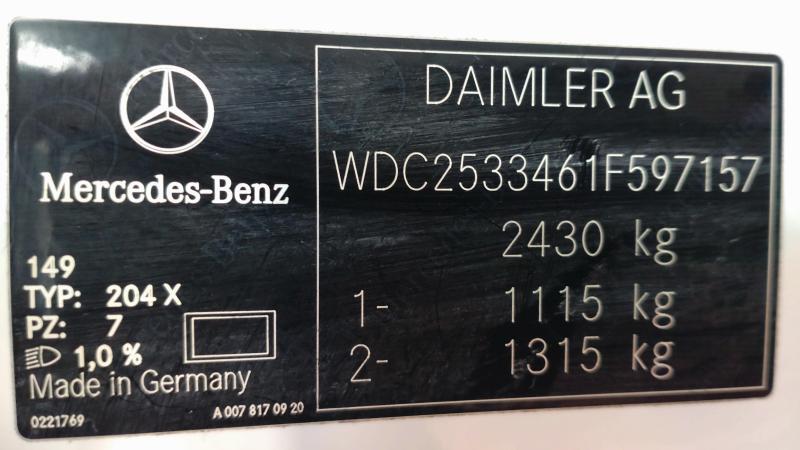 Mercedes-Benz
149
TYP: 204 X
PZ: 7
1,0 %
Made in Germany
0221769
A 007 817 09 20
DAIMLER AG
WDC2533461F597157
2430 kg
1- 1115 kg
2- 1315 kg